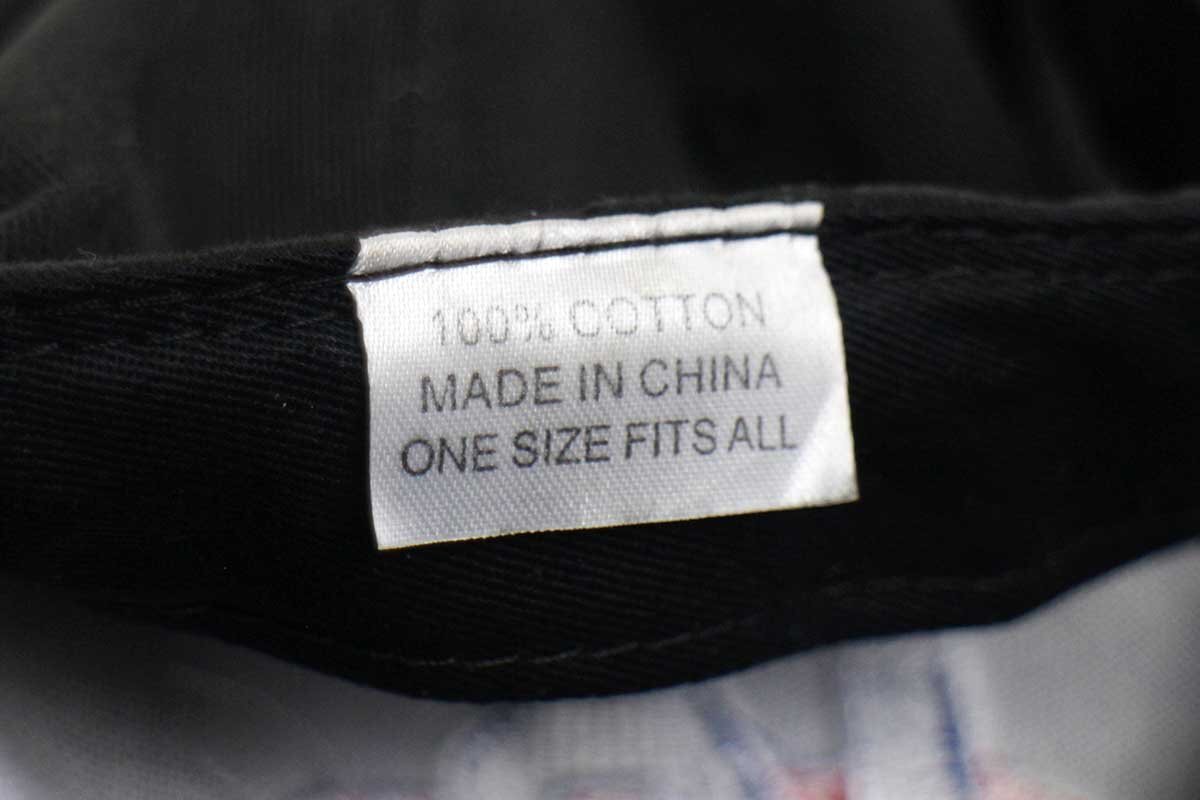 100% COTTON
MADE IN CHINA
ONE SIZE FITS ALL